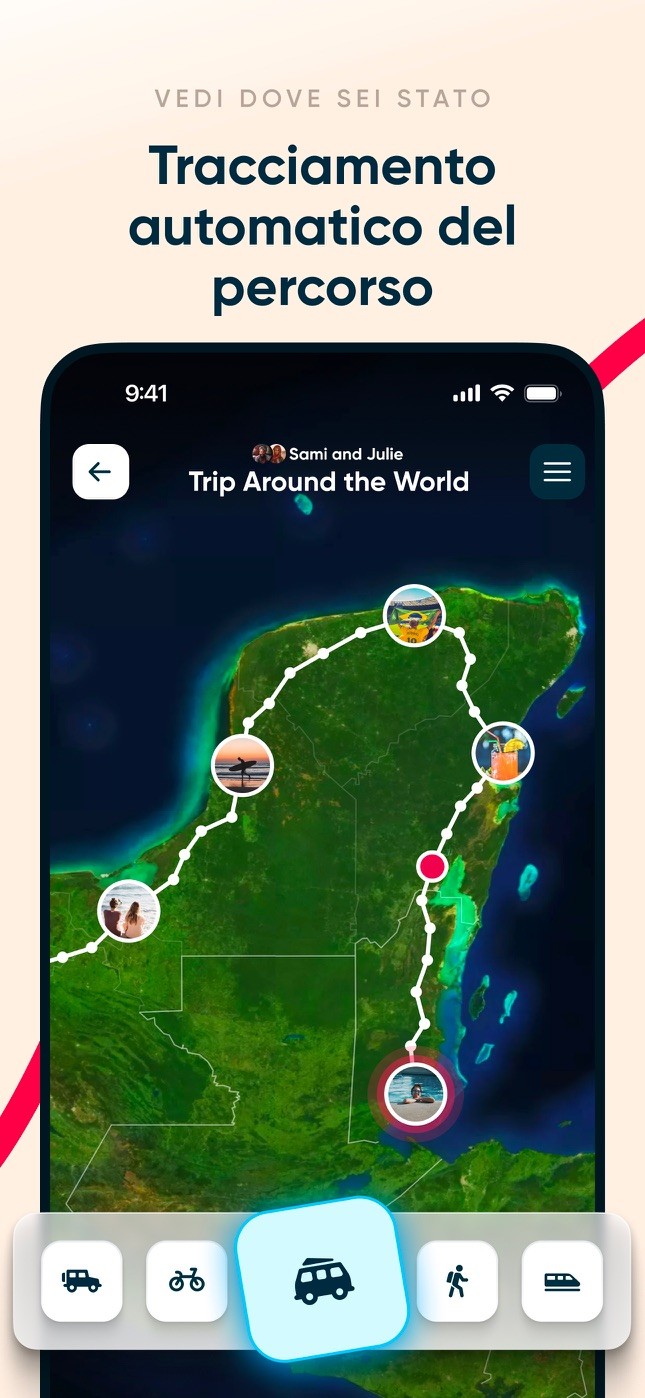 VEDI DOVE SEI STATO
Tracciamento
automatico del
percorso
9:41
Sami and Julie
Trip Around the World